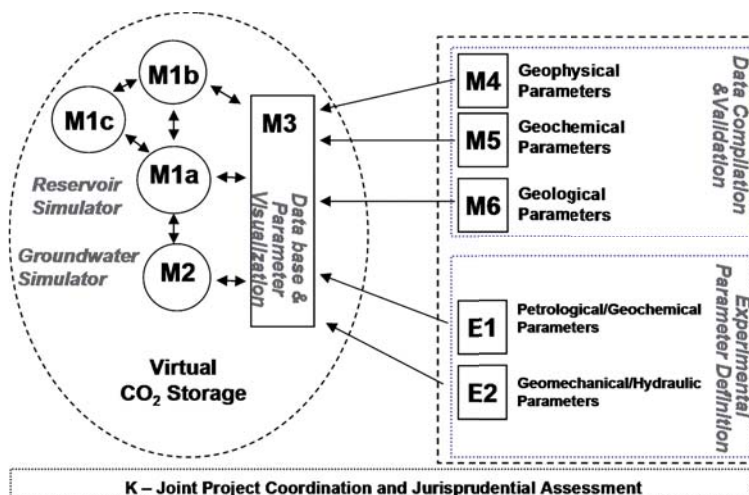 M1b
M1c
M3
M1a
Reservoir
Simulator
Groundwater
Simulator
M2
Data base &
Parameter
Visualization
Virtual
CO₂ Storage
M4
Geophysical
Parameters
M5
Geochemical
Parameters
M6
Geological
Parameters
Data Compilation
&Validation
E1
Petrological/Geochemical
Parameters
E2
Geomechanical/Hydraulic
Parameters
Experimental
Parameter Definition
K – Joint Project Coordination and Jurisprudential Assessment